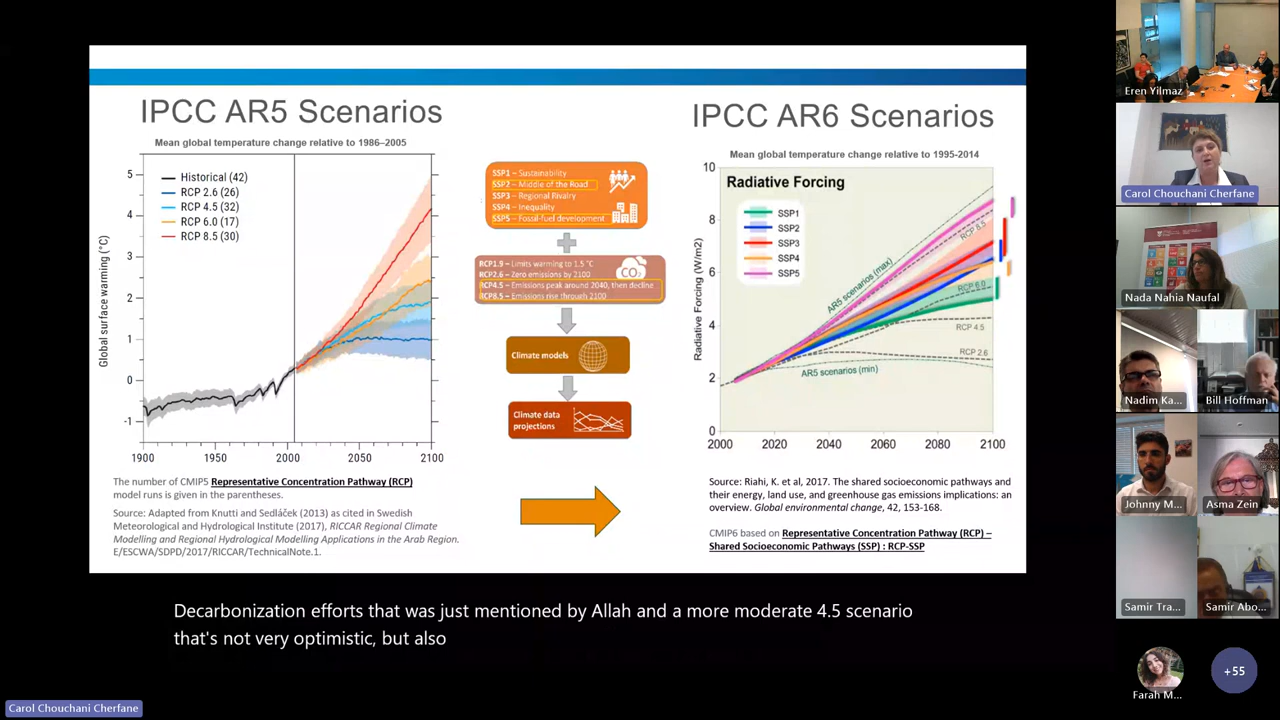 IPCC AR5 Scenarios
Mean global temperature change relative to 1986–2005
Global surface warming (°C)
5
4
3
2
1
0
-1
Historical (42)
RCP 2.6 (26)
RCP 4.5 (32)
RCP 6.0 (17)
RCP 8.5 (30)
1900
1950
2000
2050
2100
The number of CMIP5 Representative Concentration Pathway (RCP)
model runs is given in the parentheses.
Source: Adapted from Knutti and Sedláček (2013) as cited in Swedish
Meteorological and Hydrological Institute (2017), RICCAR Regional Climate
Modelling and Regional Hydrological Modelling Applications in the Arab Region.
E/ESCWA/SDPD/2017/RICCAR/TechnicalNote.1.
SSP1 – Sustainability
SSP2 – Middle of the Road
SSP3 – Regional Rivalry
SSP4 – Inequality
SSP5 – Fossil-fuel development
RCP1.9 – Limits warming to 1.5 °C
RCP2.6 – Zero emissions by 2100
RCP4.5 – Emissions peak around 2040, then decline
RCP8.5 – Emissions rise through 2100
CO2
Climate models
Climate data
projections
IPCC AR6 Scenarios
Mean global temperature change relative to 1995-2014
Radiative Forcing
Radiative Forcing (W/m2)
10
8
6
4
2
0
SSP1
SSP2
SSP3
SSP4
SSP5
AR5 scenarios (max)
RCP 8.5
RCP 6.0
RCP 4.5
RCP 2.6
AR5 scenarios (min)
2000
2020
2040
2060
2080
2100
Source: Riahi, K. et al, 2017. The shared socioeconomic pathways and
their energy, land use, and greenhouse gas emissions implications: an
overview. Global environmental change, 42, 153-168.
CMIP6 based on Representative Concentration Pathway (RCP) –
Shared Socioeconomic Pathways (SSP) : RCP-SSP
Decarbonization efforts that was just mentioned by Allah and a more moderate 4.5 scenario
that's not very optimistic, but also
Carol Chouchani Cherfane
Eren Yilmaz
Carol Chouchani Cherfane
Nada Nahia Naufal
Nadim Ka...
Bill Hoffman
Johnny M...
Asma Zein
Samir Tra...
Samir Abo...
Farah M...
+55